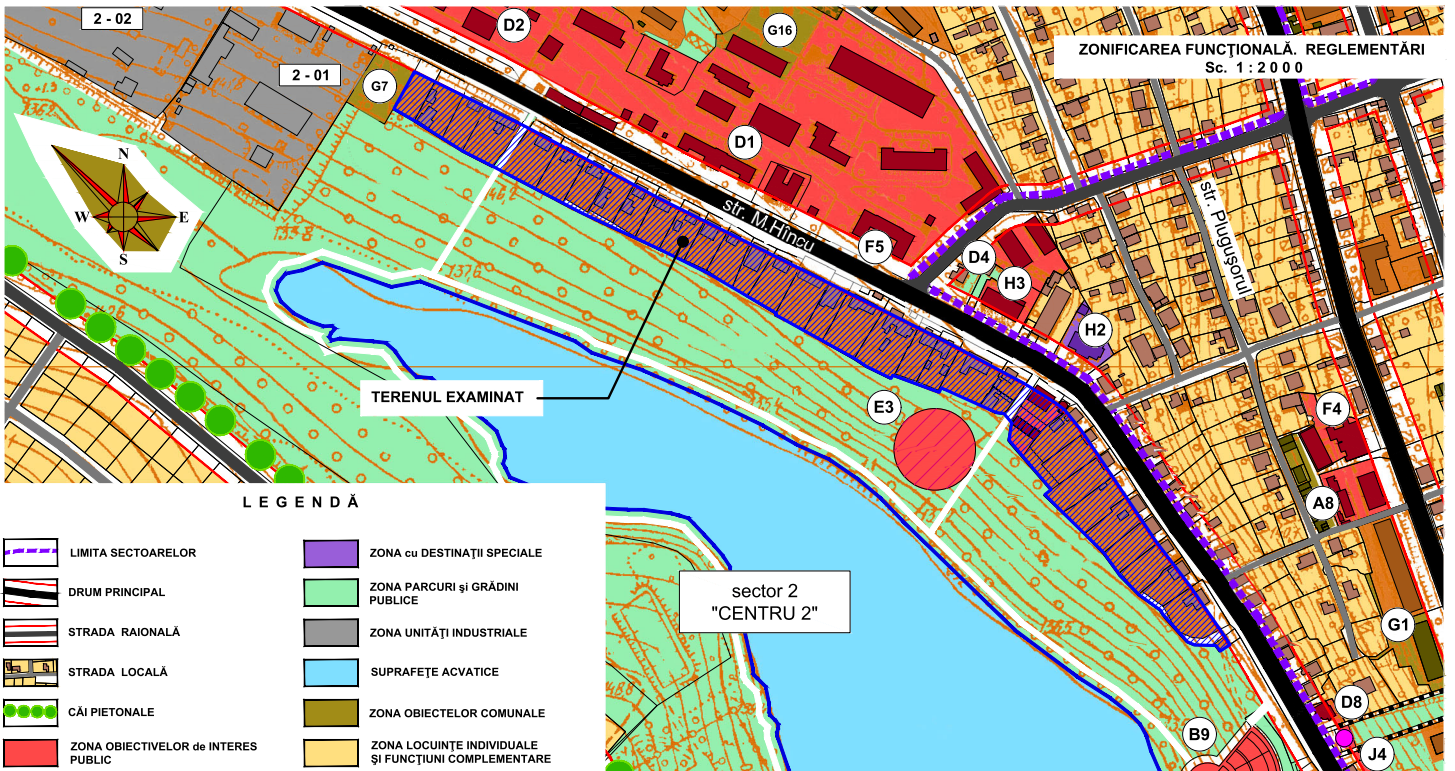 2 - 02
D2
G16
ZONIFICAREA FUNCŢIONALĂ. REGLEMENTĂRI
Sc. 1 : 2 0 0 0
2 - 01
G7
D1
N
W
E
S
str. M.Hîncu
F5
D4
H3
str. Plugușorul
H2
TERENUL EXAMINAT
E3
F4
A8
G1
D8
J4
B9
sector 2
"CENTRU 2"
L E G E N D Ă
LIMITA SECTOARELOR
DRUM PRINCIPAL
STRADA RAIONALĂ
STRADA LOCALĂ
CĂI PIETONALE
ZONA OBIECTIVELOR de INTERES
PUBLIC
ZONA cu DESTINAŢII SPECIALE
ZONA PARCURI şi GRĂDINI
PUBLICE
ZONA UNITĂŢI INDUSTRIALE
SUPRAFEŢE ACVATICE
ZONA OBIECTELOR COMUNALE
ZONA LOCUINŢE INDIVIDUALE
ŞI FUNCŢIUNI COMPLEMENTARE